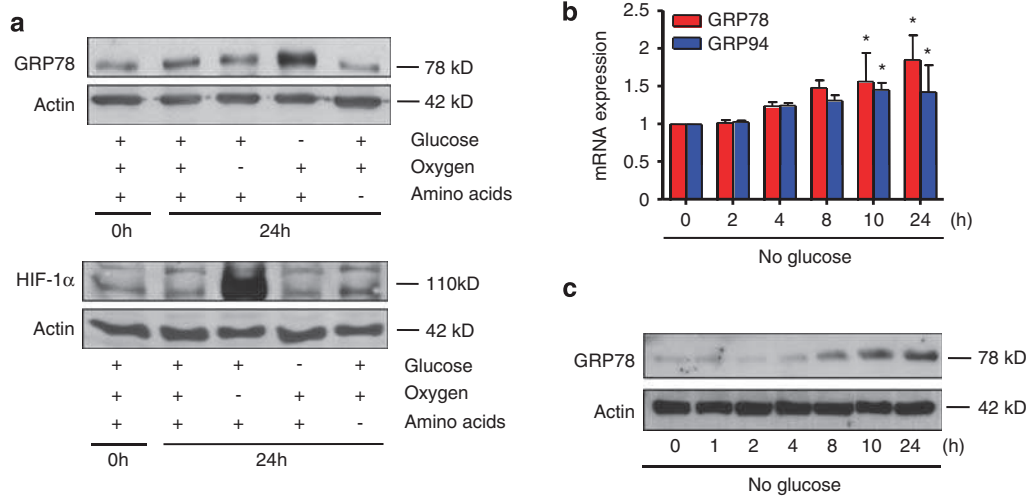 a
GRP78
78 kD
Actin
42 kD
+ + + - + Glucose
+ + - + + Oxygen
+ + + + - Amino acids
0h 24h
HIF-1α
110kD
Actin
42 kD
+ + + - + Glucose
+ + - + + Oxygen
+ + + + - Amino acids
0h 24h
b
mRNA expression
2.5
2
1.5
1
0.5
0
GRP78
GRP94
* * * *
0 2 4 8 10 24 (h)
No glucose
c
GRP78
78 kD
Actin
42 kD
0 1 2 4 8 10 24 (h)
No glucose